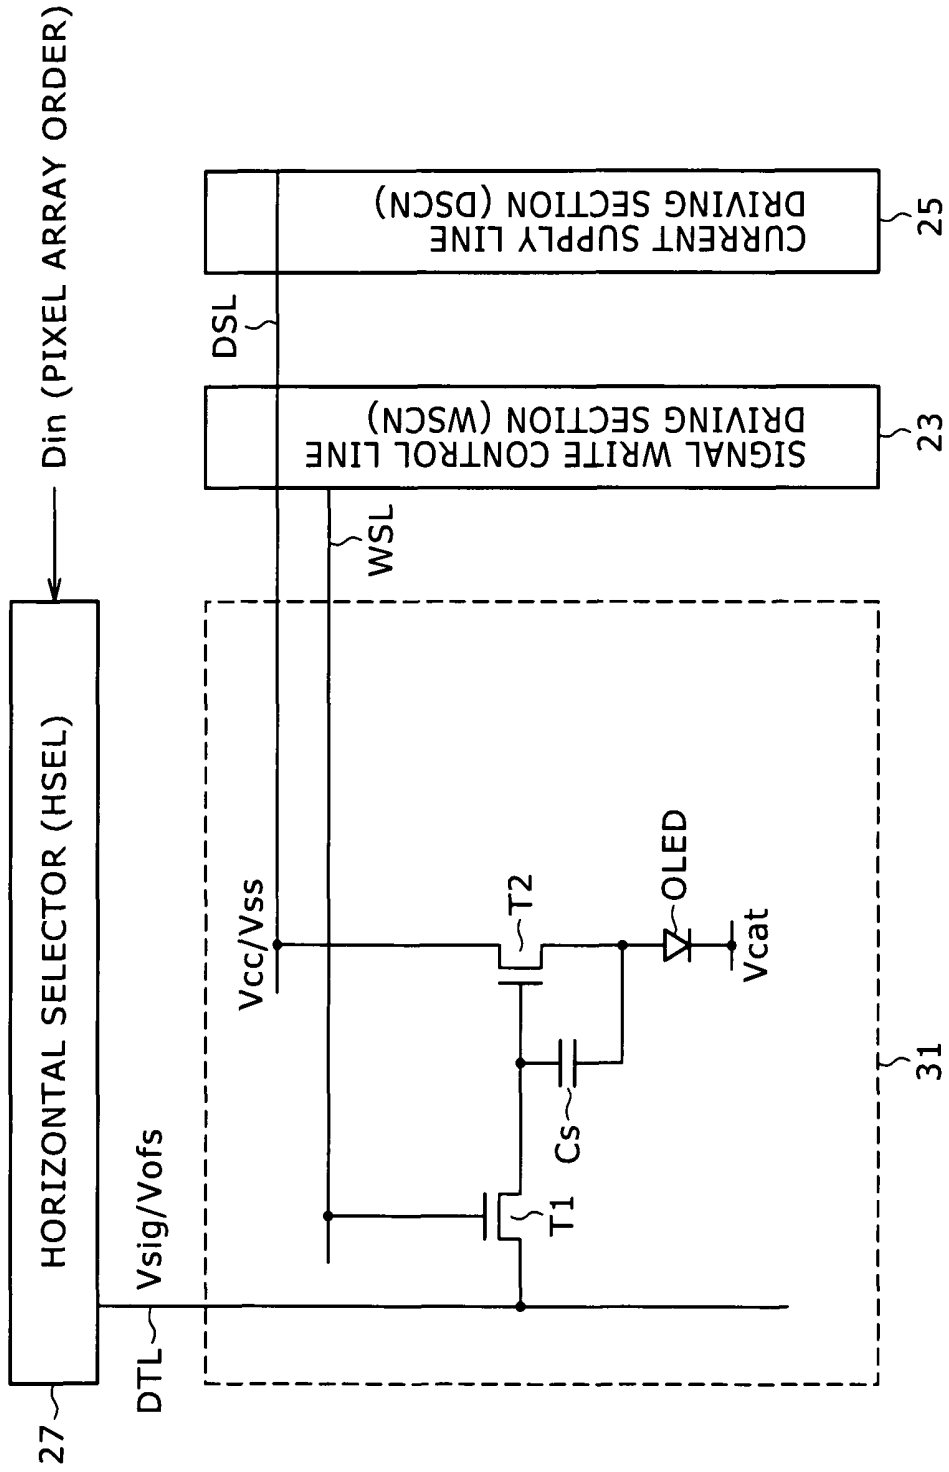 27
HORIZONTAL SELECTOR (HSEL)
Din (PIXEL ARRAY ORDER)
DTL
Vsig/Vofs
Vcc/Vss
DSL
WSL
SIGNAL WRITE CONTROL LINE
DRIVING SECTION (WSCN)
CURRENT SUPPLY LINE
DRIVING SECTION (DSCN)
T1
Cs
T2
OLED
Vcat
31
23
25